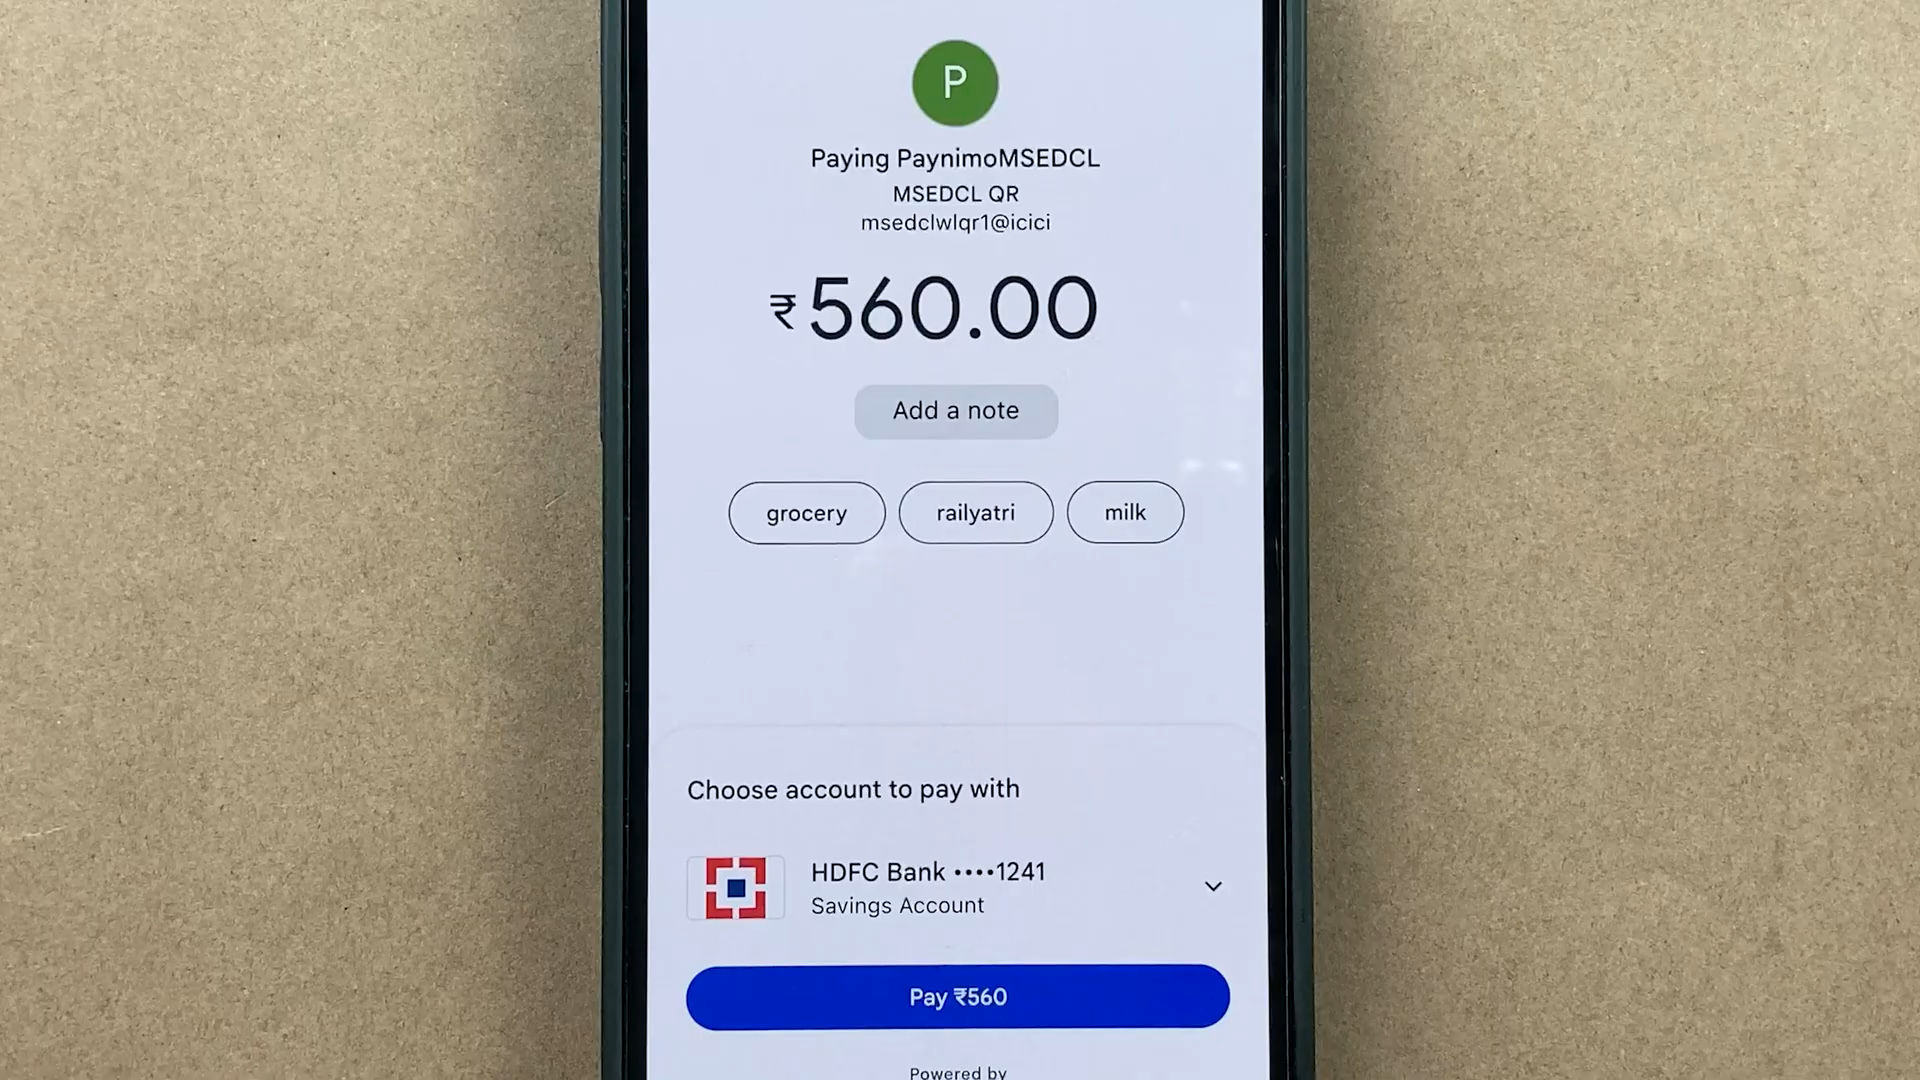 P
Paying PaynimoMSEDCL
MSEDCL QR
msedclwlqr1@icici
₹560.00
Add a note
grocery railyatri milk
Choose account to pay with
HDFC Bank ••••1241
Savings Account
Pay ₹560
Powered by